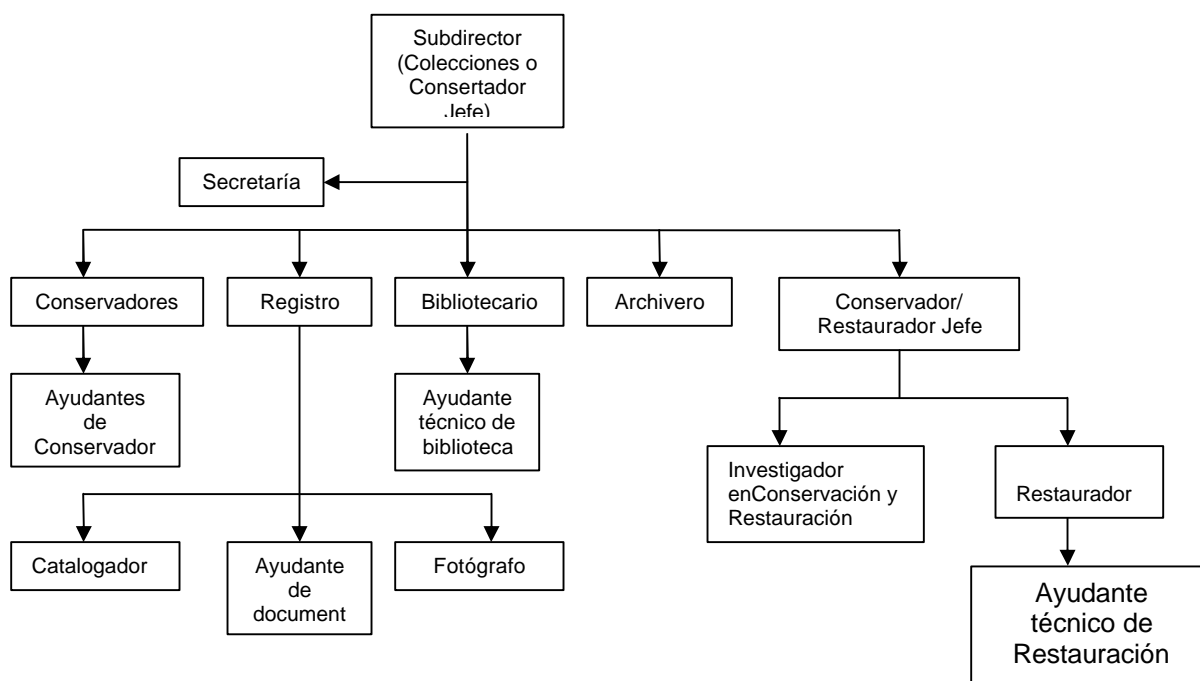 Subdirector
(Colecciones o
Consertador
Jefe)
Secretaría
Conservadores
Registro
Bibliotecario
Archivero
Conservador/
Restaurador Jefe
Ayudantes
de
Conservador
Ayudante
técnico de
biblioteca
Investigador
enConservación y
Restauración
Restaurador
Catalogador
Ayudante
de
document
Fotógrafo
Ayudante
técnico de
Restauración